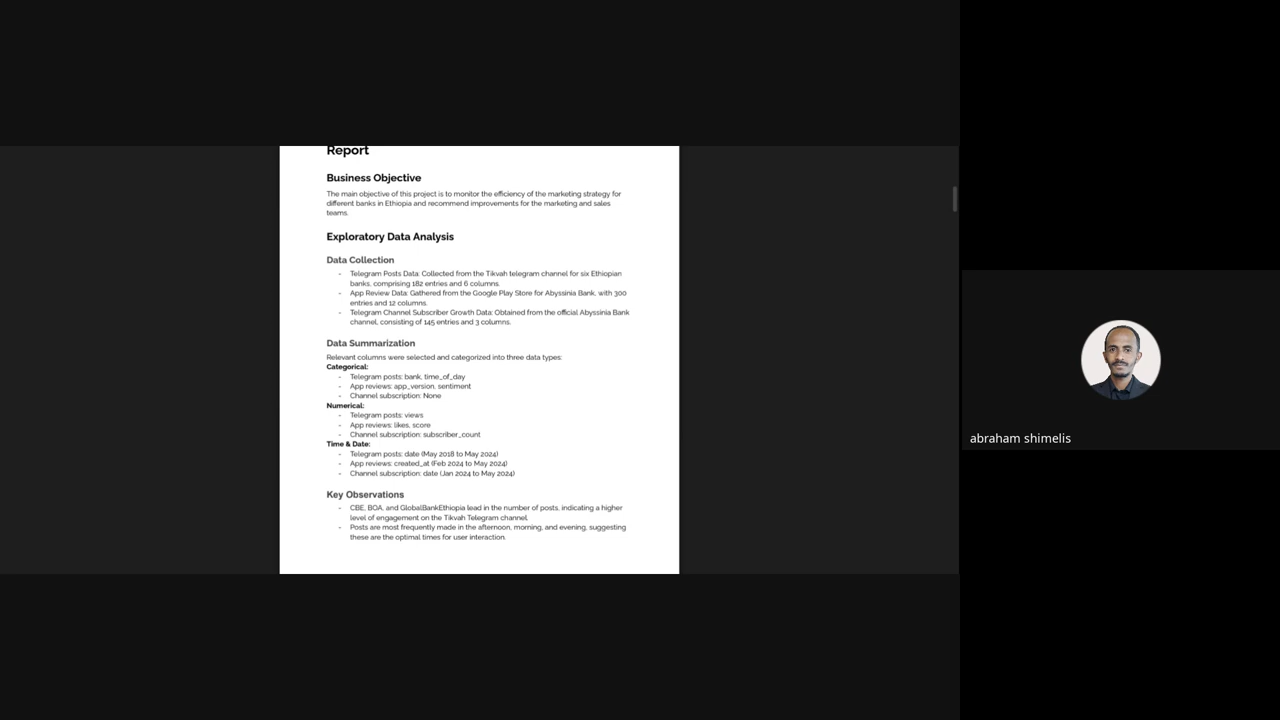 Report
Business Objective
The main objective of this project is to monitor the efficiency of the marketing strategy for
different banks in Ethiopia and recommend improvements for the marketing and sales
teams.
Exploratory Data Analysis
Data Collection
- Telegram Posts Data: Collected from the Tikvah telegram channel for six Ethiopian
banks, comprising 182 entries and 6 columns.
- App Review Data: Gathered from the Google Play Store for Abyssinia Bank, with 300
entries and 12 columns.
- Telegram Channel Subscriber Growth Data: Obtained from the official Abyssinia Bank
channel, consisting of 145 entries and 3 columns.
Data Summarization
Relevant columns were selected and categorized into three data types:
Categorical:
- Telegram posts: bank, time_of_day
- App reviews: app_version, sentiment
- Channel subscription: None
Numerical:
- Telegram posts: views
- App reviews: likes, score
- Channel subscription: subscriber_count
Time & Date:
- Telegram posts: date (May 2018 to May 2024)
- App reviews: created_at (Feb 2024 to May 2024)
- Channel subscription: date (Jan 2024 to May 2024)
Key Observations
- CBE, BOA, and GlobalBankEthiopia lead in the number of posts, indicating a higher
level of engagement on the Tikvah Telegram channel.
- Posts are most frequently made in the afternoon, morning, and evening, suggesting
these are the optimal times for user interaction.
abraham shimelis